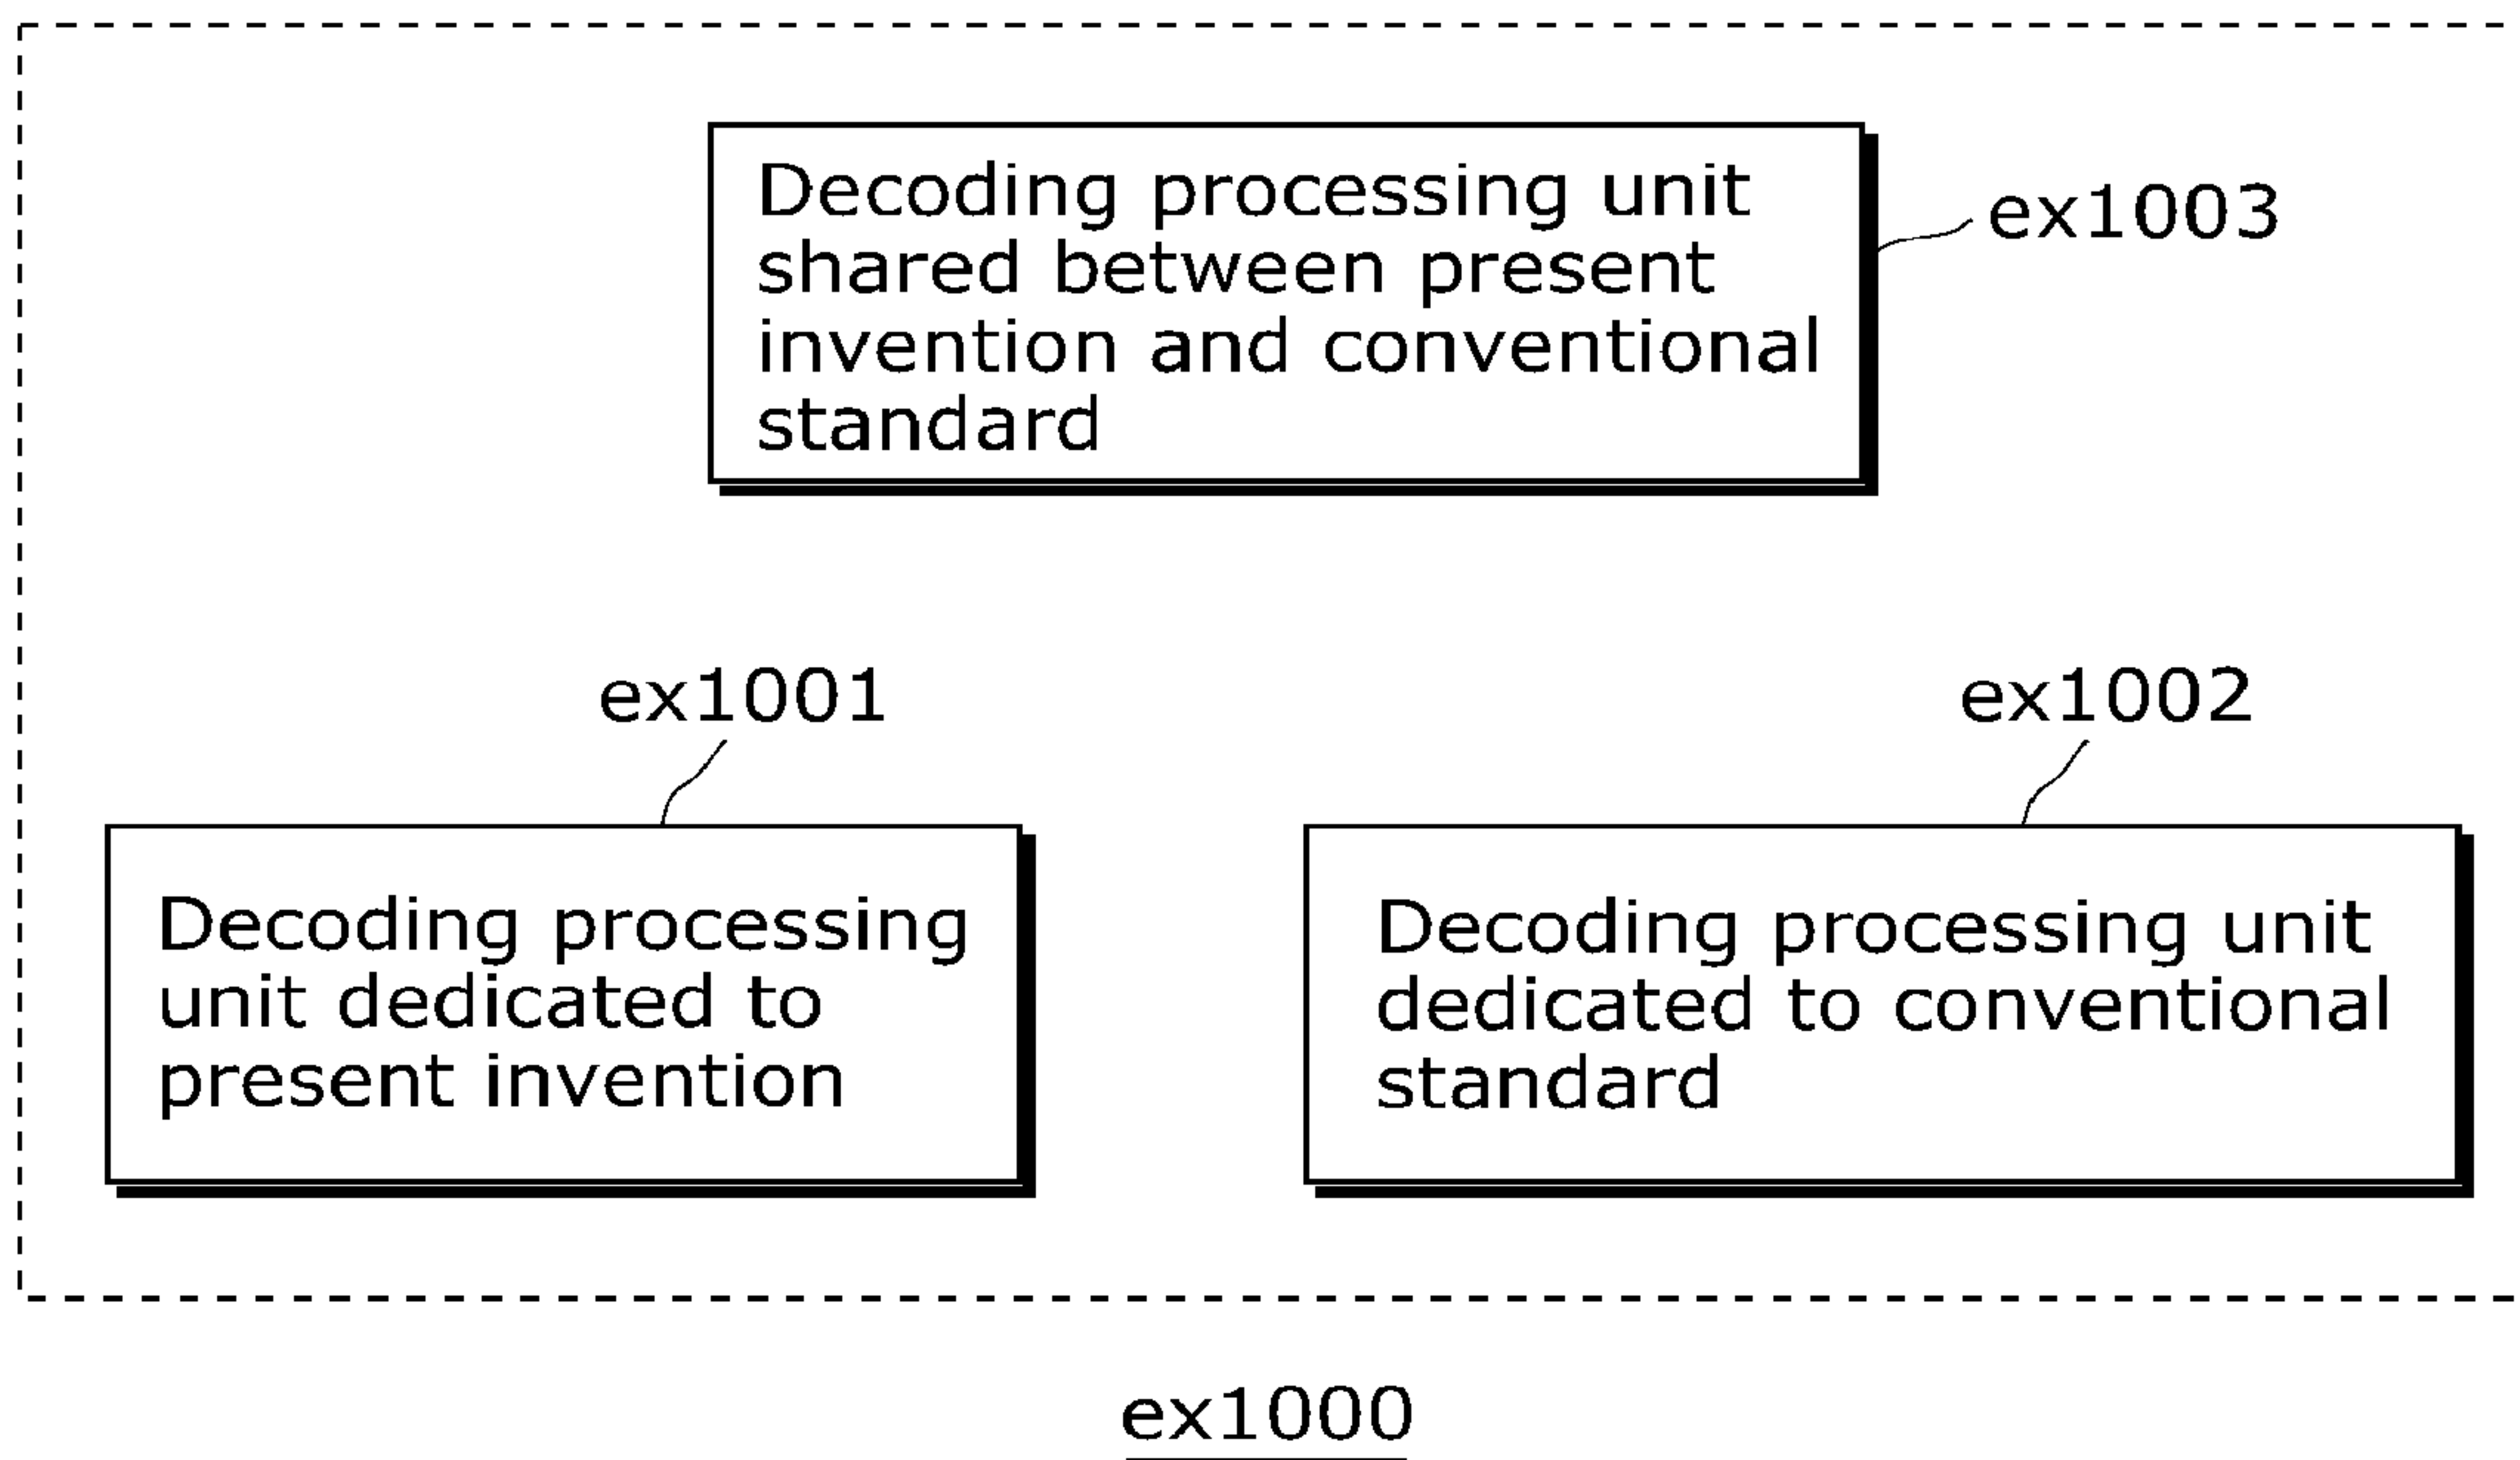 Decoding processing unit
shared between present
invention and conventional
standard
ex1003
ex1001
ex1002
Decoding processing
unit dedicated to
present invention
Decoding processing unit
dedicated to conventional
standard
ex1000